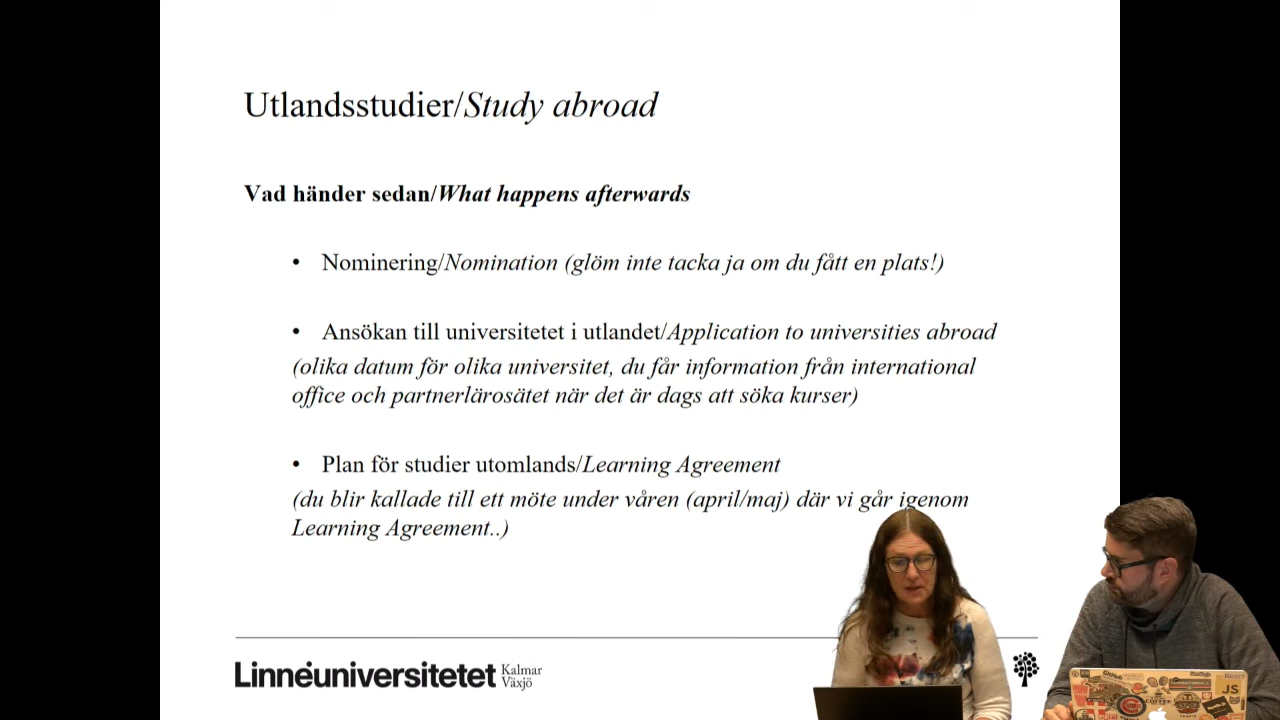 Utlandsstudier/Study abroad
Vad händer sedan/What happens afterwards
• Nominering/Nomination (glöm inte tacka ja om du fått en plats!)
• Ansökan till universitetet i utlandet/Application to universities abroad
(olika datum för olika universitet, du får information från international
office och partnerlärosätet när det är dags att söka kurser)
• Plan för studier utomlands/Learning Agreement
(du blir kallade till ett möte under våren (april/maj) där vi går igenom
Learning Agreement..)
Linnéuniversitetet Kalmar
Växjö
GitHub
React
JS